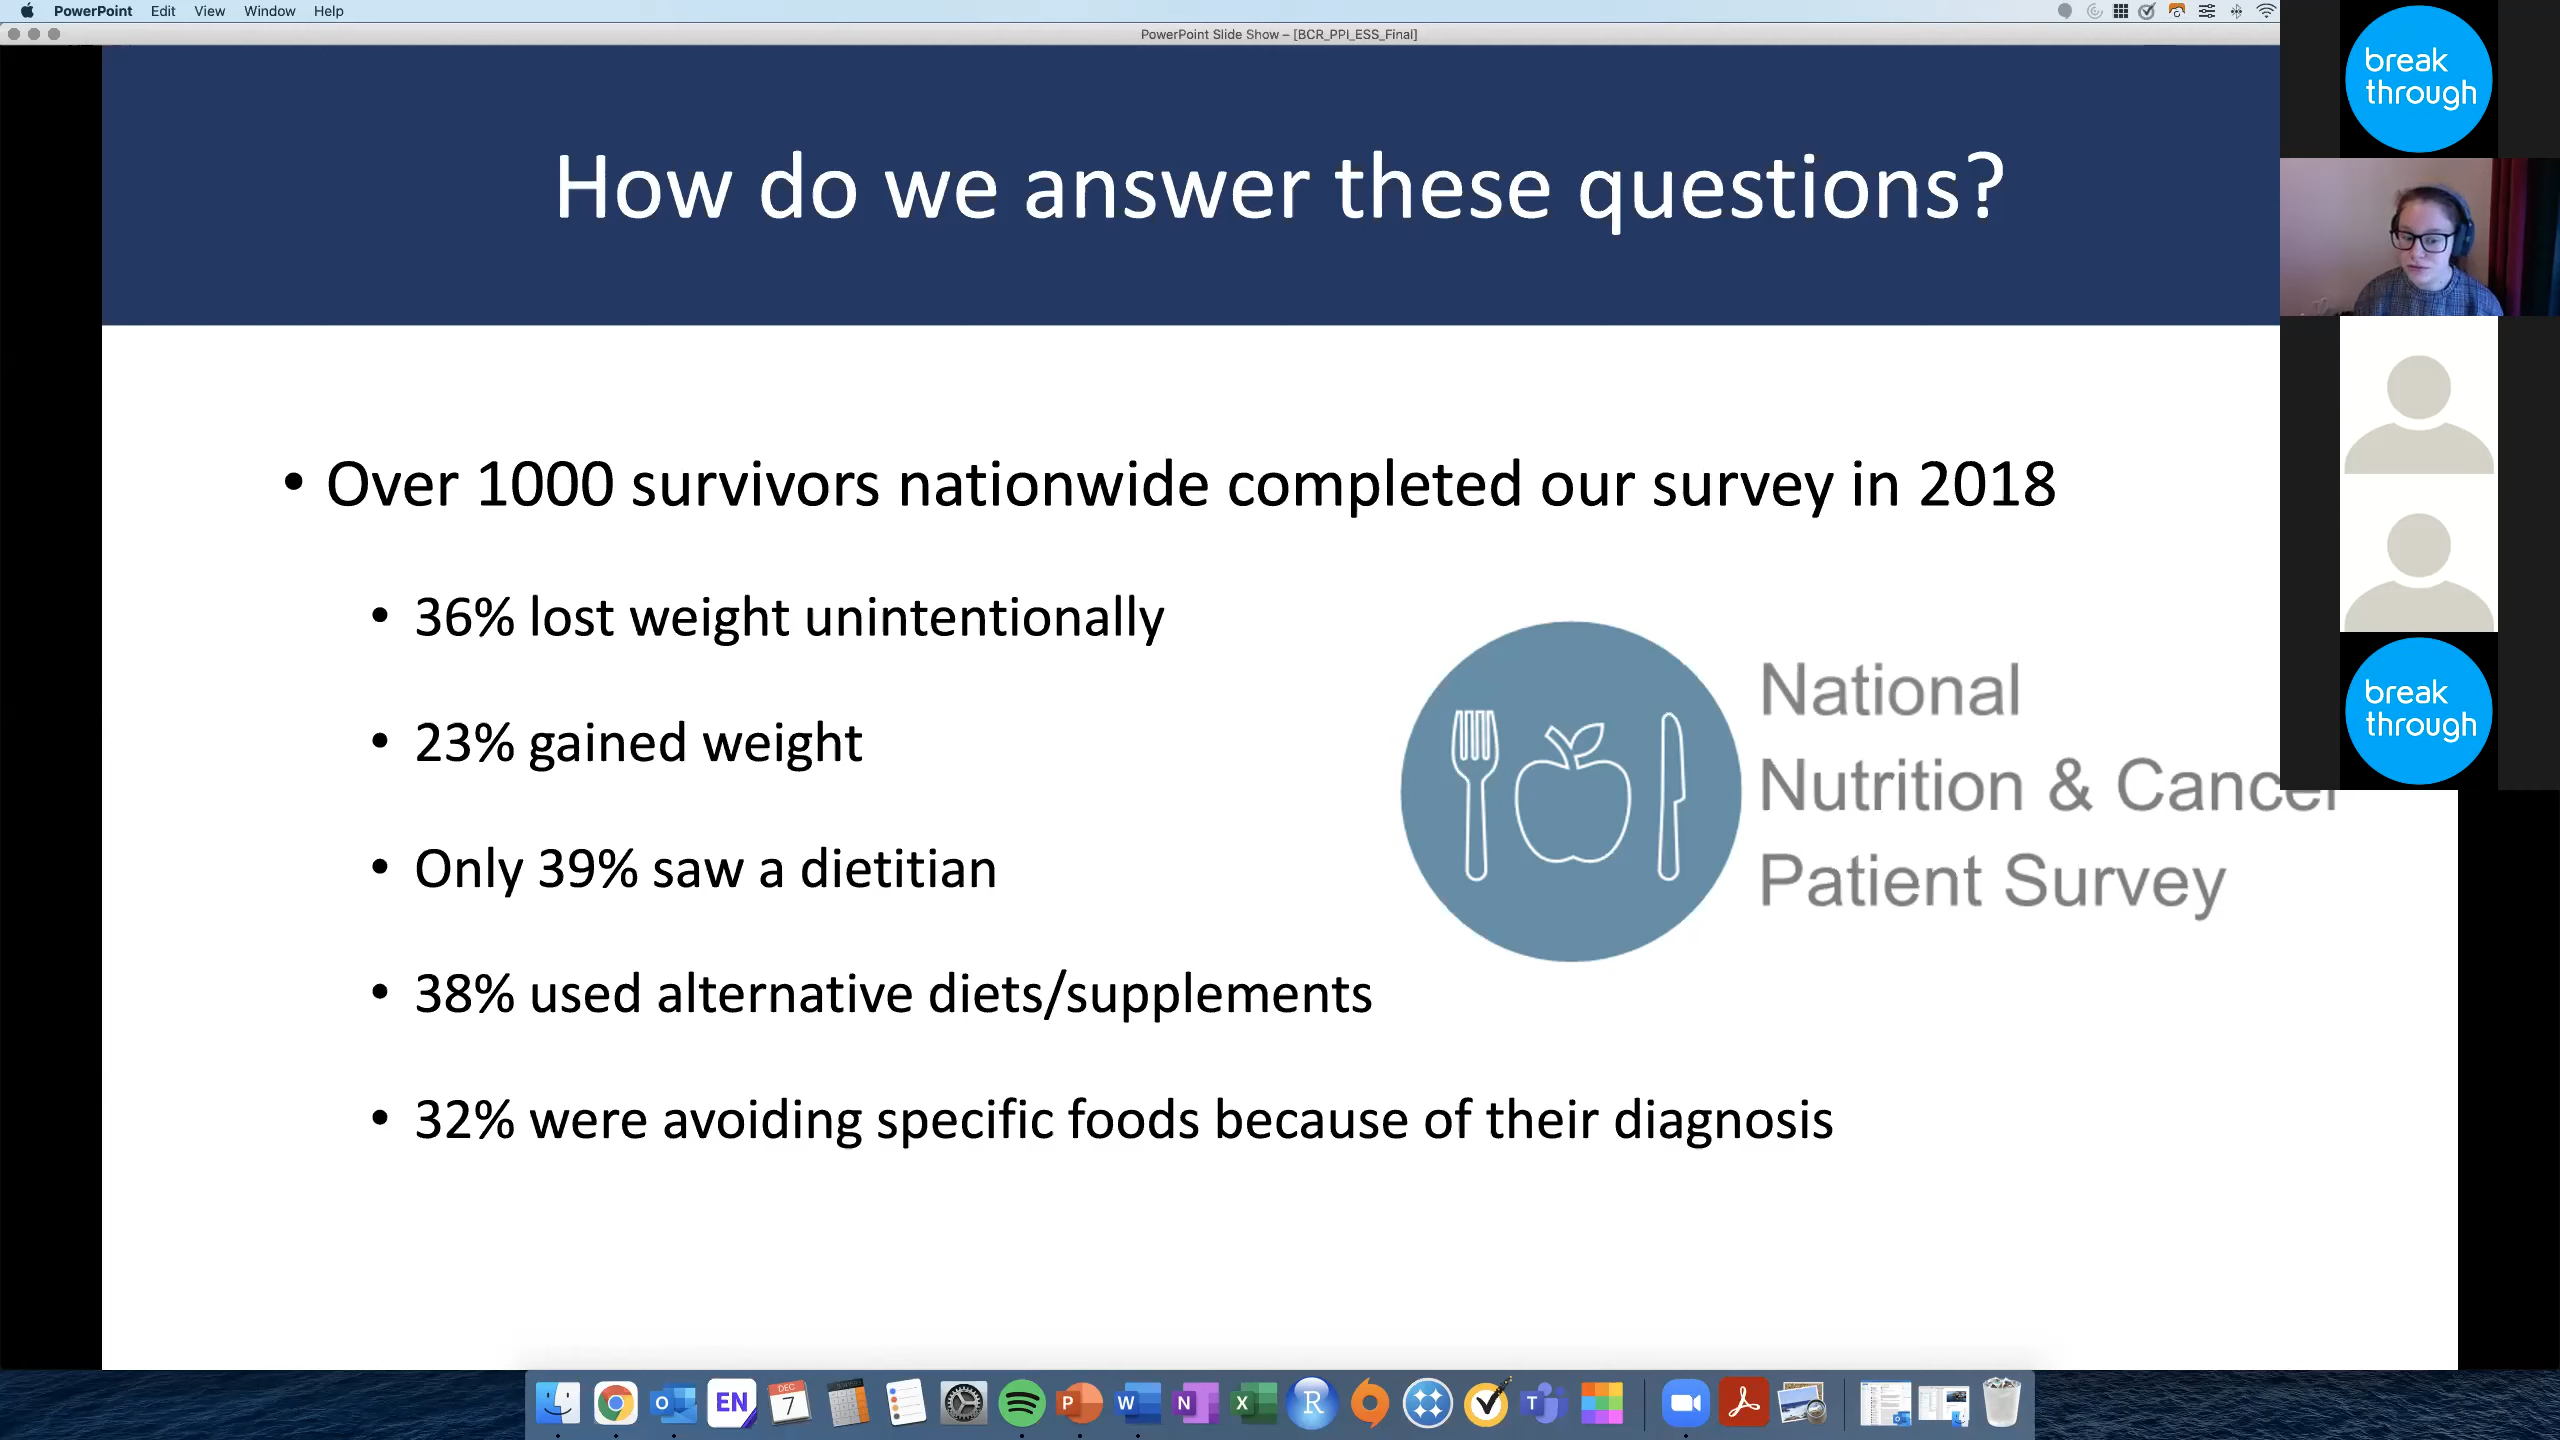 PowerPoint Edit View Window Help
PowerPoint Slide Show – [BCR_PPI_ESS_Final]
How do we answer these questions?
• Over 1000 survivors nationwide completed our survey in 2018
• 36% lost weight unintentionally
• 23% gained weight
• Only 39% saw a dietitian
• 38% used alternative diets/supplements
• 32% were avoiding specific foods because of their diagnosis
National
Nutrition & Cancer
Patient Survey
break
through
break
through
EN
DEC
7
O
P
W
N
X
R
T